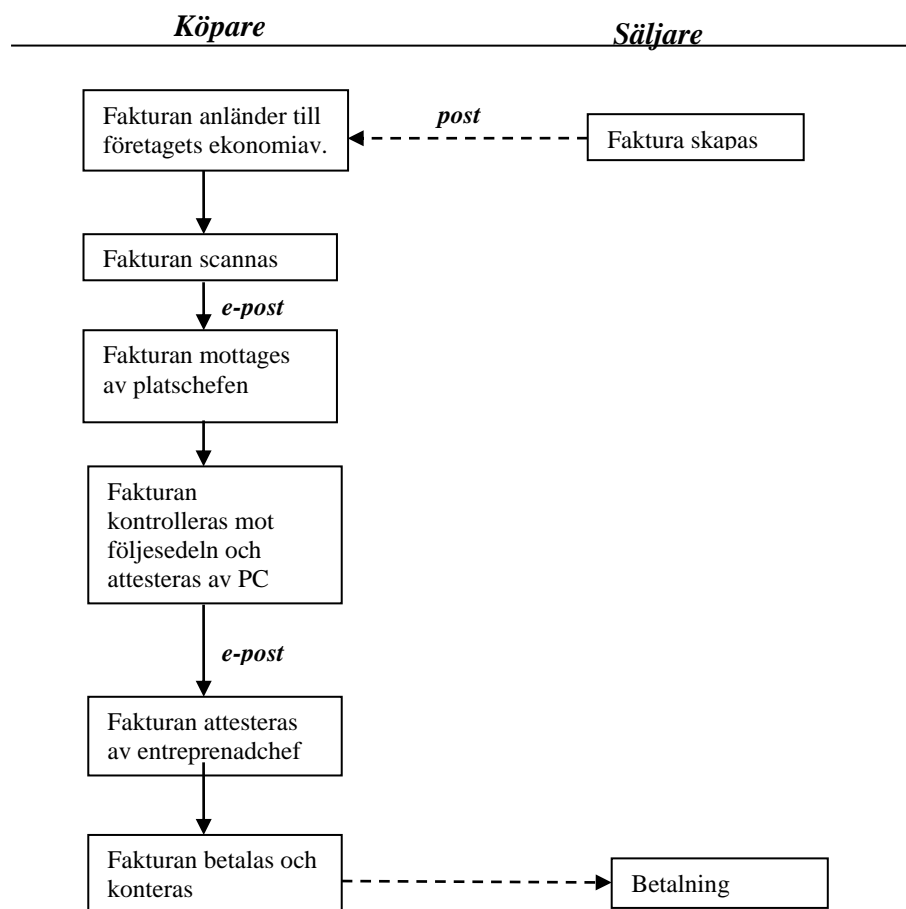 Köpare
Säljare
Fakturan anländer till
företagets ekonomiav.
post
Faktura skapas
Fakturan scannas
e-post
Fakturan mottages
av platschefen
Fakturan
kontrolleras mot
följesedeln och
attesteras av PC
e-post
Fakturan attesteras
av entreprenadchef
Fakturan betalas och
konteras
Betalning